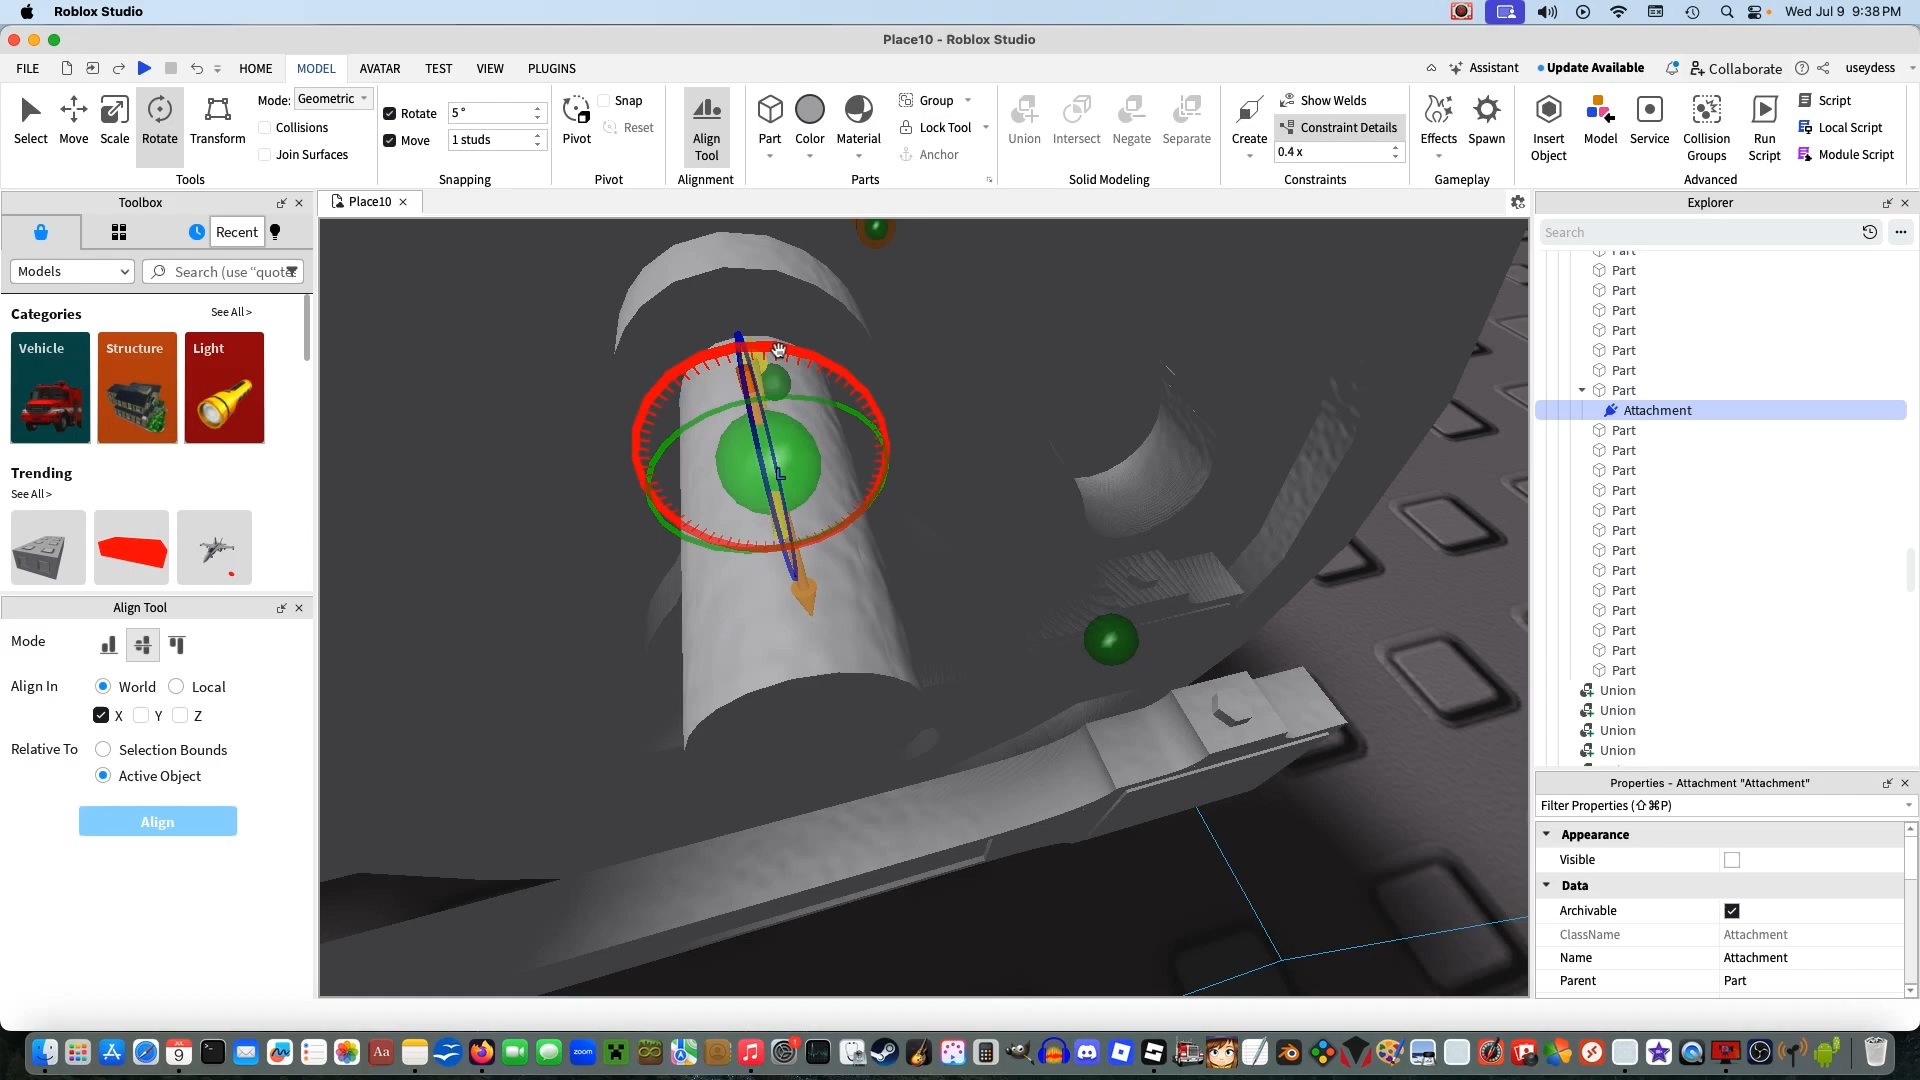 Roblox Studio
Wed Jul 9 9:38 PM
Place10 - Roblox Studio
FILE
HOME
MODEL
AVATAR
TEST
VIEW
PLUGINS
Assistant
Update Available
Collaborate
useydess
Select
Move
Scale
Rotate
Transform
Mode:
Geometric
Collisions
Join Surfaces
Tools
Rotate
5 °
Move
1 studs
Snapping
Pivot
Snap
Reset
Pivot
Align
Tool
Alignment
Part
Color
Material
Group
Lock Tool
Anchor
Parts
Union
Intersect
Negate
Separate
Solid Modeling
Create
Show Welds
Constraint Details
0.4 x
Constraints
Effects
Spawn
Gameplay
Insert
Object
Model
Service
Collision
Groups
Run
Script
Script
Local Script
Module Script
Advanced
Toolbox
Recent
Models
Search (use "quote
Categories
See All >
Vehicle
Structure
Light
Trending
See All >
Align Tool
Mode
Align In
World
Local
X
Y
Z
Relative To
Selection Bounds
Active Object
Align
Place10
L
Explorer
Search
Part
Part
Part
Part
Part
Part
Part
Part
Attachment
Part
Part
Part
Part
Part
Part
Part
Part
Part
Part
Part
Part
Part
Union
Union
Union
Union
Properties - Attachment "Attachment"
Filter Properties (⇧⌘P)
Appearance
Visible
Data
Archivable
ClassName
Attachment
Name
Attachment
Parent
Part
JUL
9
Aa
zoom
1